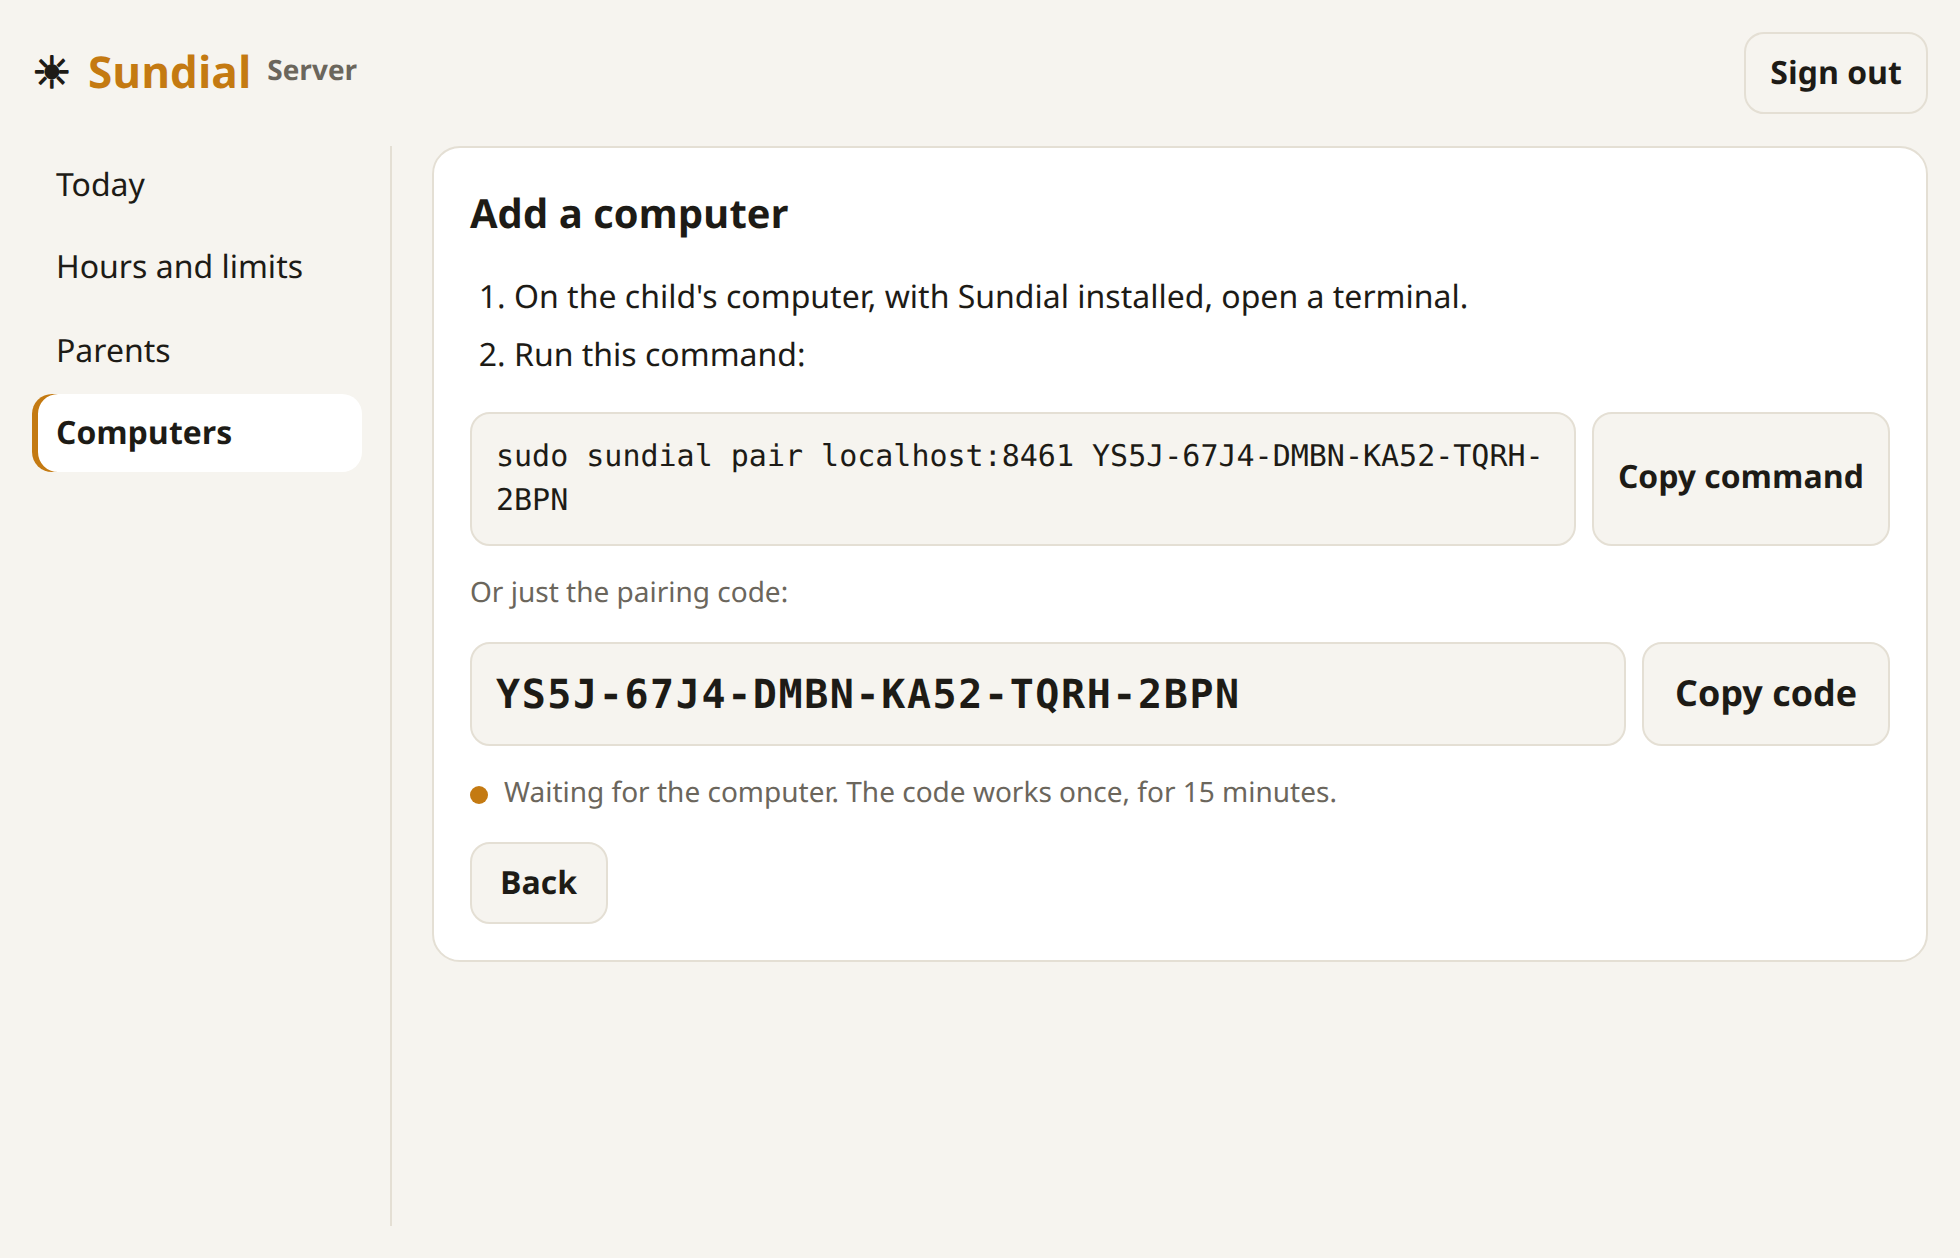 ☀ Sundial Server
Sign out
Today
Hours and limits
Parents
Computers
Add a computer
1. On the child's computer, with Sundial installed, open a terminal.
2. Run this command:
sudo sundial pair localhost:8461 YS5J-67J4-DMBN-KA52-TQRH-
2BPN
Copy command
Or just the pairing code:
YS5J-67J4-DMBN-KA52-TQRH-2BPN
Copy code
Waiting for the computer. The code works once, for 15 minutes.
Back